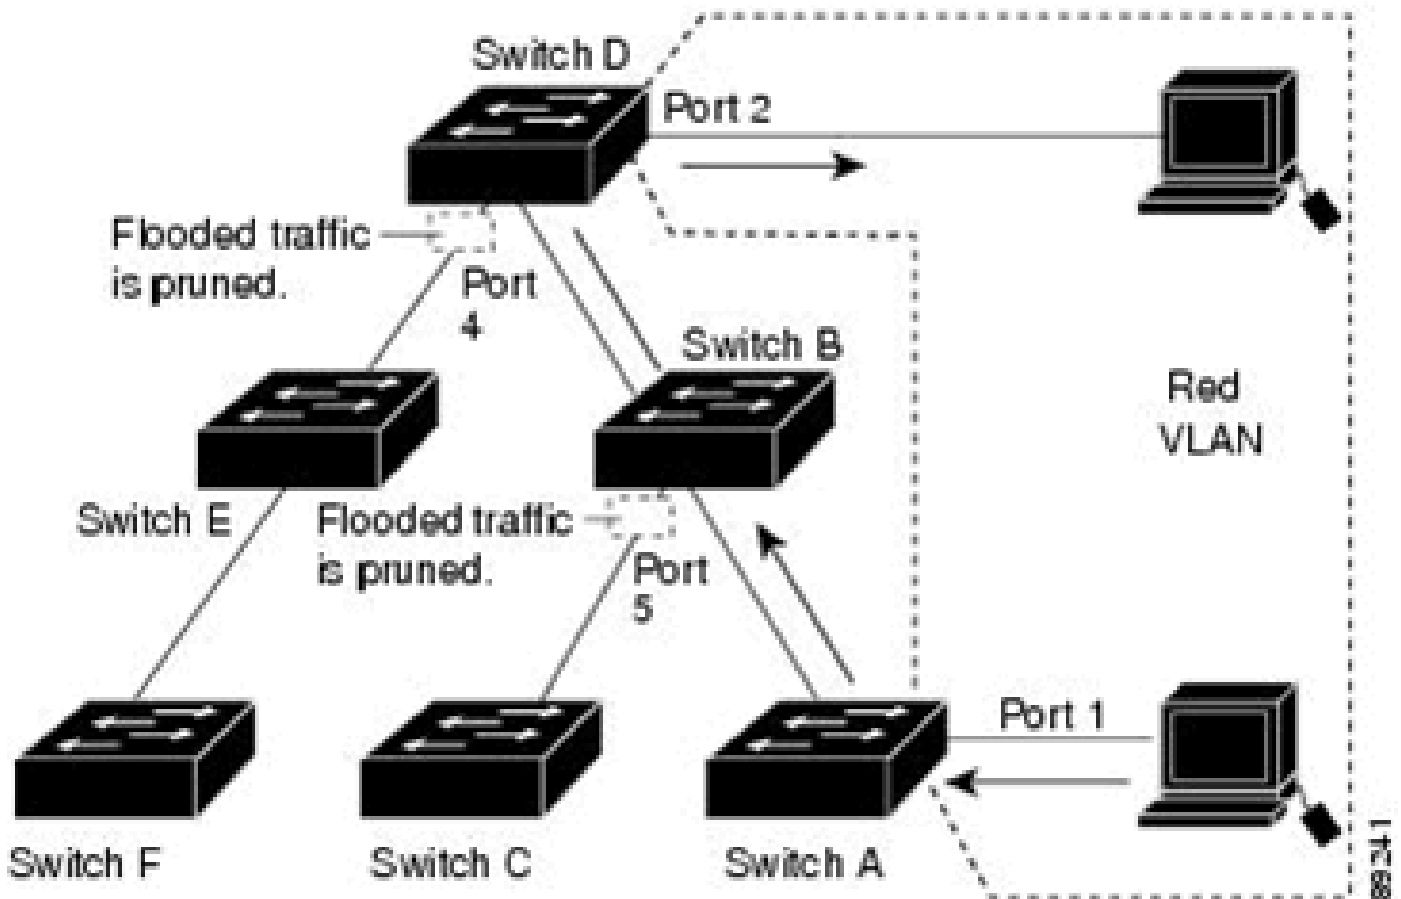 Switch D
Port 2
Flooded traffic
is pruned.
Port
4
Switch B
Red
VLAN
Switch E
Flooded traffic
is pruned.
Port
5
Port 1
Switch F
Switch C
Switch A
89241